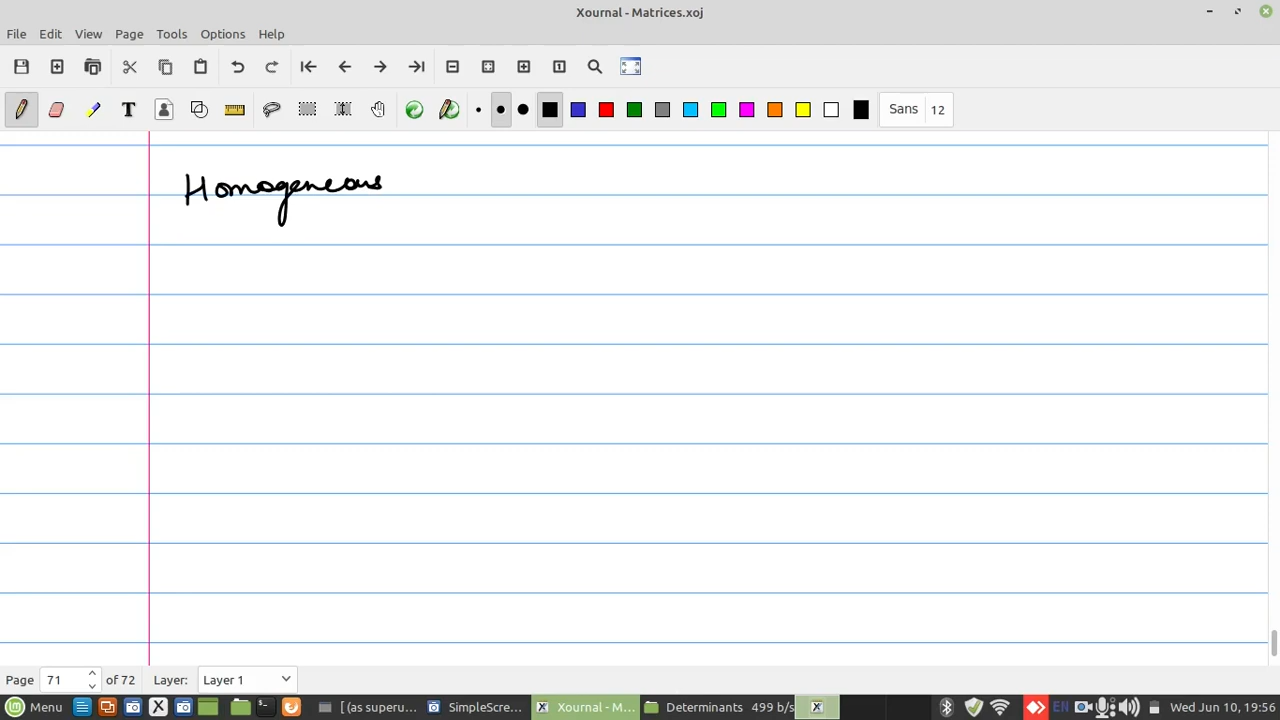 Xournal - Matrices.xoj
File Edit View Page Tools Options Help
Sans 12
Homogeneous
Page 71 of 72 Layer: Layer 1
Menu [ (as superu... SimpleScre... Xournal - M... Determinants 499 b/s EN Wed Jun 10, 19:56